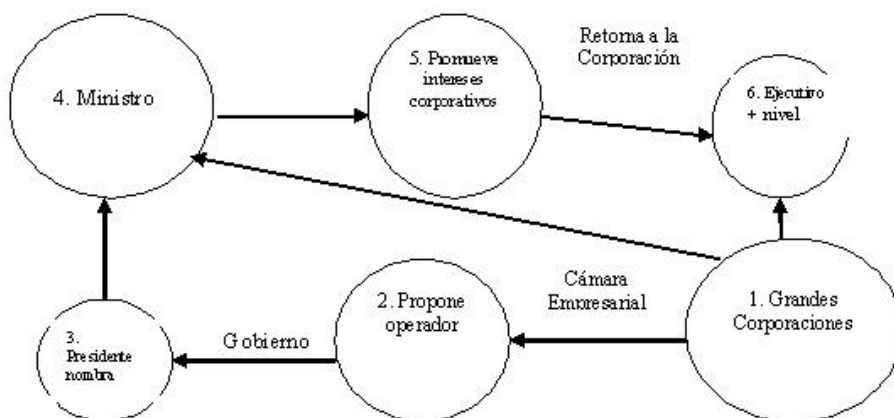 4. Ministro
5. Promueve
intereses
corporativos
Retorna a la
Corporación
6. Ejecutivo
+ nivel
3.
Presidente
nombra
Gobierno
2. Propone
operador
Cámara
Empresarial
1. Grandes
Corporaciones